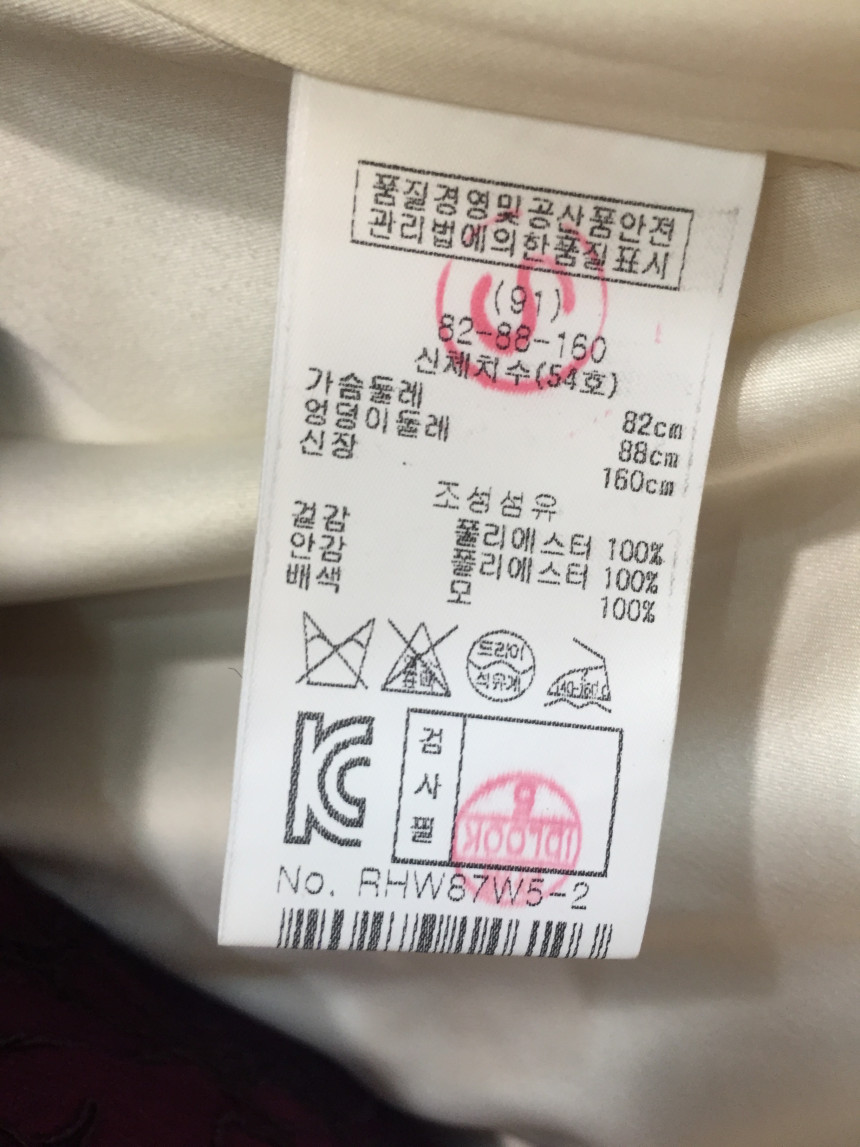 품질경영및공산품안전
관리법에의한품질표시
(91)
82-88-160
신체치수(54호)
가슴둘레 82cm
엉덩이둘레 88cm
신장 160cm
조성섬유
겉감 폴리에스터 100%
안감 폴리에스터 100%
배색 모 100%
드라이
석유계
140-160℃
KC
검
사
필
No. RHW87W5-2